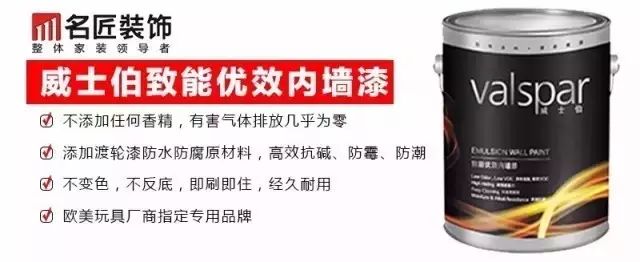 名匠装饰
整体家装领导者
威士伯致能优效内墙漆
不添加任何香精，有害气体排放几乎为零
添加渡轮漆防水防腐原材料，高效抗碱、防霉、防潮
不变色，不反底，即刷即住，经久耐用
欧美玩具厂商指定专用品牌
valspar
威士伯
EMULSION WALL PAINT